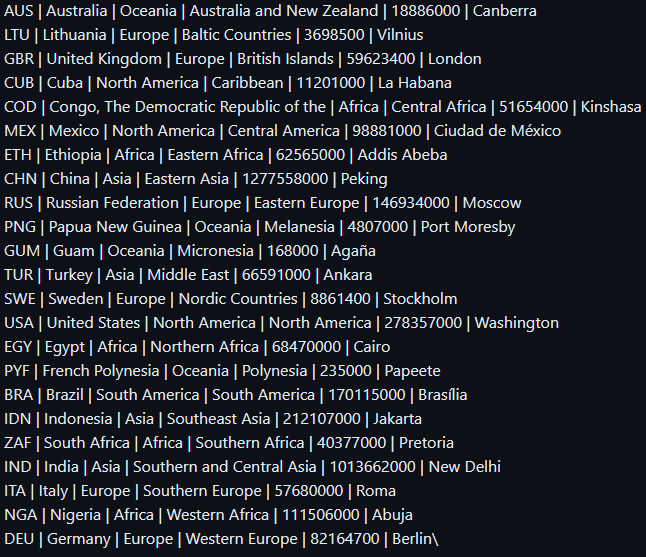 AUS | Australia | Oceania | Australia and New Zealand | 18886000 | Canberra
LTU | Lithuania | Europe | Baltic Countries | 3698500 | Vilnius
GBR | United Kingdom | Europe | British Islands | 59623400 | London
CUB | Cuba | North America | Caribbean | 11201000 | La Habana
COD | Congo, The Democratic Republic of the | Africa | Central Africa | 51654000 | Kinshasa
MEX | Mexico | North America | Central America | 98881000 | Ciudad de México
ETH | Ethiopia | Africa | Eastern Africa | 62565000 | Addis Abeba
CHN | China | Asia | Eastern Asia | 1277558000 | Peking
RUS | Russian Federation | Europe | Eastern Europe | 146934000 | Moscow
PNG | Papua New Guinea | Oceania | Melanesia | 4807000 | Port Moresby
GUM | Guam | Oceania | Micronesia | 168000 | Agaña
TUR | Turkey | Asia | Middle East | 66591000 | Ankara
SWE | Sweden | Europe | Nordic Countries | 8861400 | Stockholm
USA | United States | North America | North America | 278357000 | Washington
EGY | Egypt | Africa | Northern Africa | 68470000 | Cairo
PYF | French Polynesia | Oceania | Polynesia | 235000 | Papeete
BRA | Brazil | South America | South America | 170115000 | Brasília
IDN | Indonesia | Asia | Southeast Asia | 212107000 | Jakarta
ZAF | South Africa | Africa | Southern Africa | 40377000 | Pretoria
IND | India | Asia | Southern and Central Asia | 1013662000 | New Delhi
ITA | Italy | Europe | Southern Europe | 57680000 | Roma
NGA | Nigeria | Africa | Western Africa | 111506000 | Abuja
DEU | Germany | Europe | Western Europe | 82164700 | Berlin\